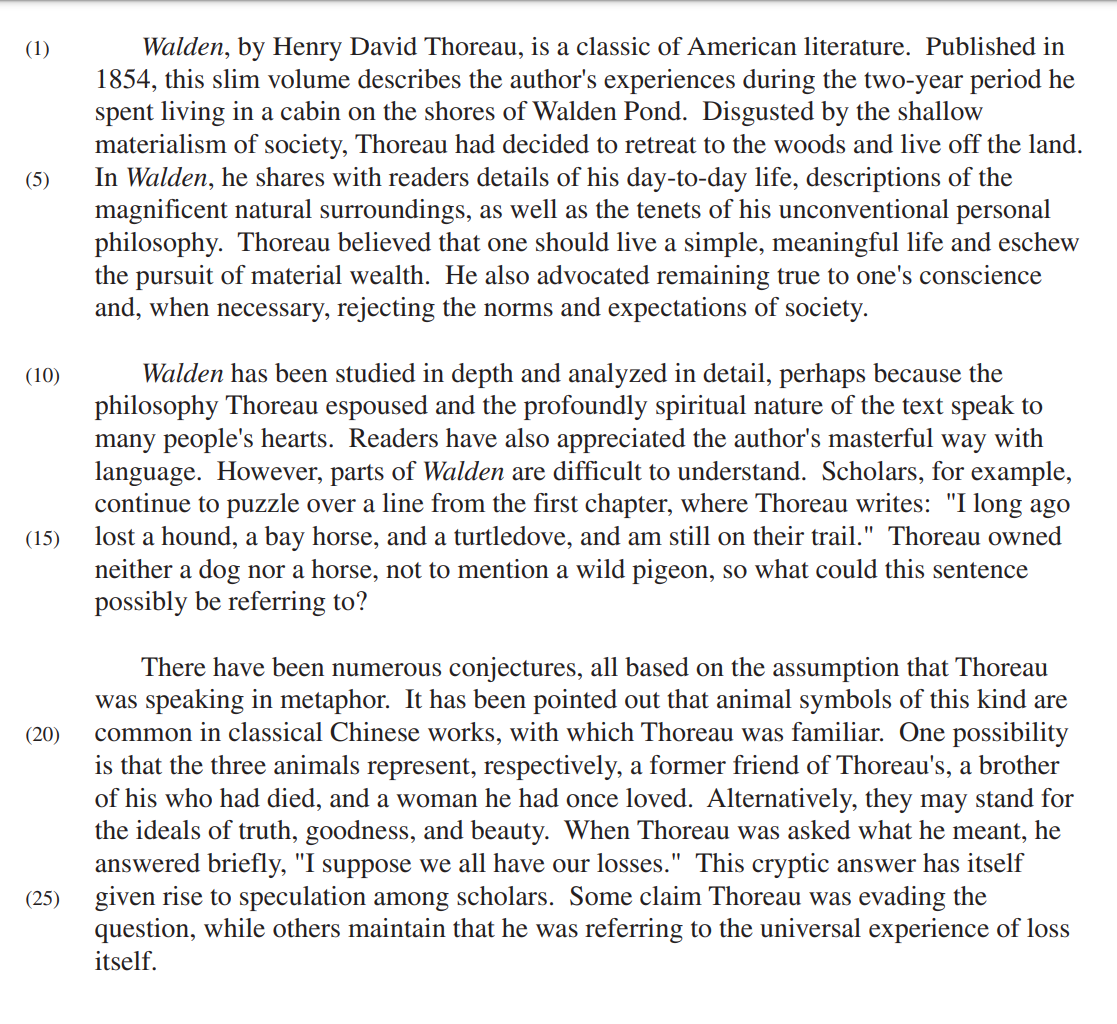 (1) Walden, by Henry David Thoreau, is a classic of American literature. Published in
1854, this slim volume describes the author's experiences during the two-year period he
spent living in a cabin on the shores of Walden Pond. Disgusted by the shallow
materialism of society, Thoreau had decided to retreat to the woods and live off the land.
(5) In Walden, he shares with readers details of his day-to-day life, descriptions of the
magnificent natural surroundings, as well as the tenets of his unconventional personal
philosophy. Thoreau believed that one should live a simple, meaningful life and eschew
the pursuit of material wealth. He also advocated remaining true to one's conscience
and, when necessary, rejecting the norms and expectations of society.
(10) Walden has been studied in depth and analyzed in detail, perhaps because the
philosophy Thoreau espoused and the profoundly spiritual nature of the text speak to
many people's hearts. Readers have also appreciated the author's masterful way with
language. However, parts of Walden are difficult to understand. Scholars, for example,
continue to puzzle over a line from the first chapter, where Thoreau writes: "I long ago
(15) lost a hound, a bay horse, and a turtledove, and am still on their trail." Thoreau owned
neither a dog nor a horse, not to mention a wild pigeon, so what could this sentence
possibly be referring to?
There have been numerous conjectures, all based on the assumption that Thoreau
was speaking in metaphor. It has been pointed out that animal symbols of this kind are
(20) common in classical Chinese works, with which Thoreau was familiar. One possibility
is that the three animals represent, respectively, a former friend of Thoreau's, a brother
of his who had died, and a woman he had once loved. Alternatively, they may stand for
the ideals of truth, goodness, and beauty. When Thoreau was asked what he meant, he
answered briefly, "I suppose we all have our losses." This cryptic answer has itself
(25) given rise to speculation among scholars. Some claim Thoreau was evading the
question, while others maintain that he was referring to the universal experience of loss
itself.